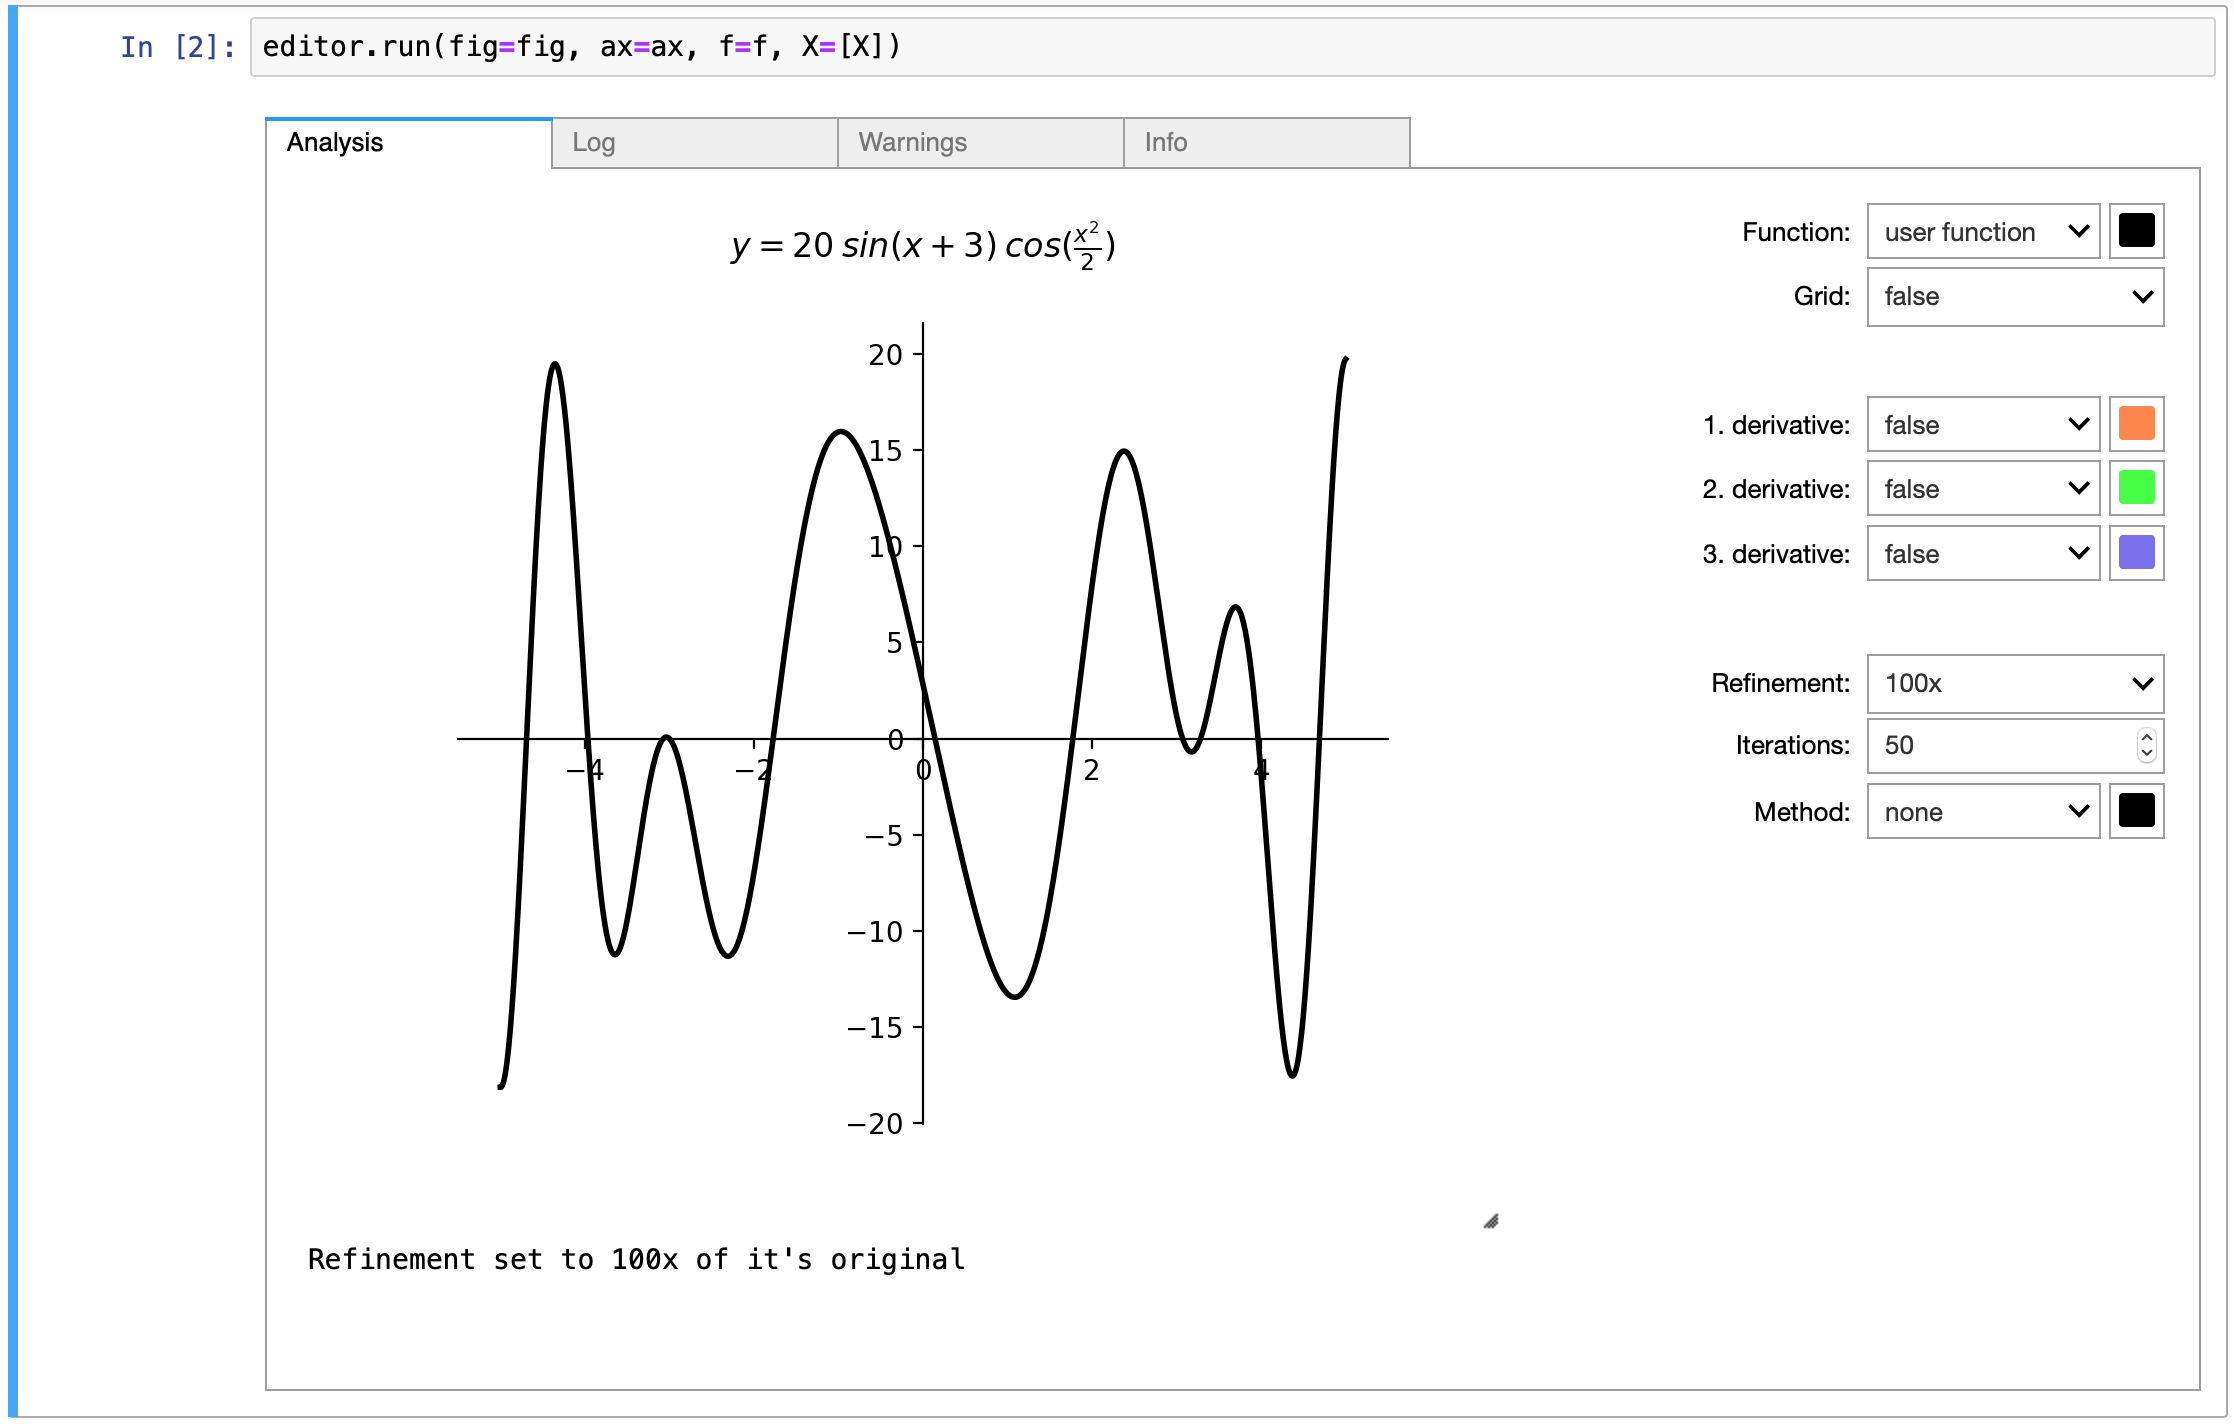 In [2]: editor.run(fig=fig, ax=ax, f=f, X=[X])
Analysis Log Warnings Info
y = 20 sin(x + 3) cos(x²/2)
Function: user function
Grid: false
1. derivative: false
2. derivative: false
3. derivative: false
Refinement: 100x
Iterations: 50
Method: none
20
15
10
5
0
−4 −2 0 2 4
−5
−10
−15
−20
Refinement set to 100x of it's original